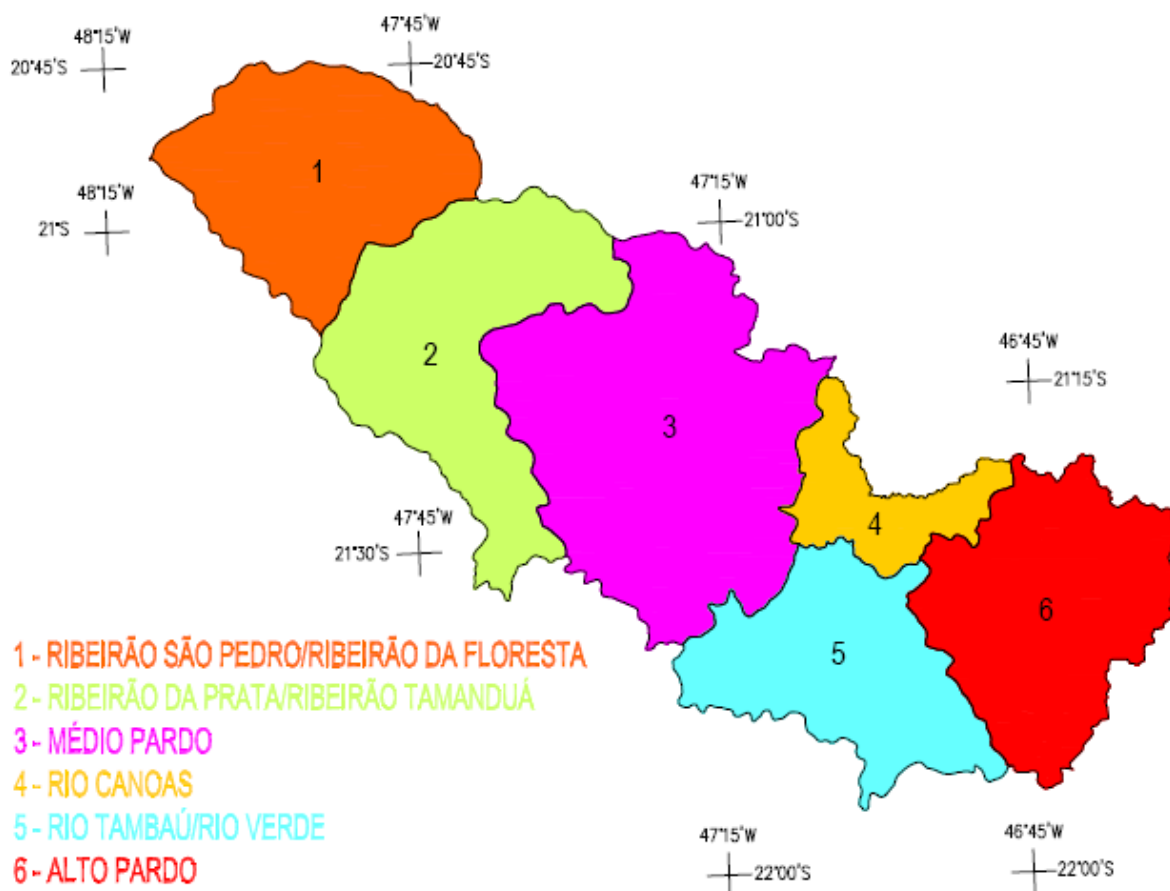 48°15'W
20°45'S
47°45'W
20°45'S
1
48°15'W
21°S
47°15'W
21°00'S
2
46°45'W
21°15'S
3
47°45'W
21°30'S
4
6
5
1 - RIBEIRÃO SÃO PEDRO/RIBEIRÃO DA FLORESTA
2 - RIBEIRÃO DA PRATA/RIBEIRÃO TAMANDUÁ
3 - MÉDIO PARDO
4 - RIO CANOAS
5 - RIO TAMBAÚ/RIO VERDE
6 - ALTO PARDO
47°15'W
22°00'S
46°45'W
22°00'S